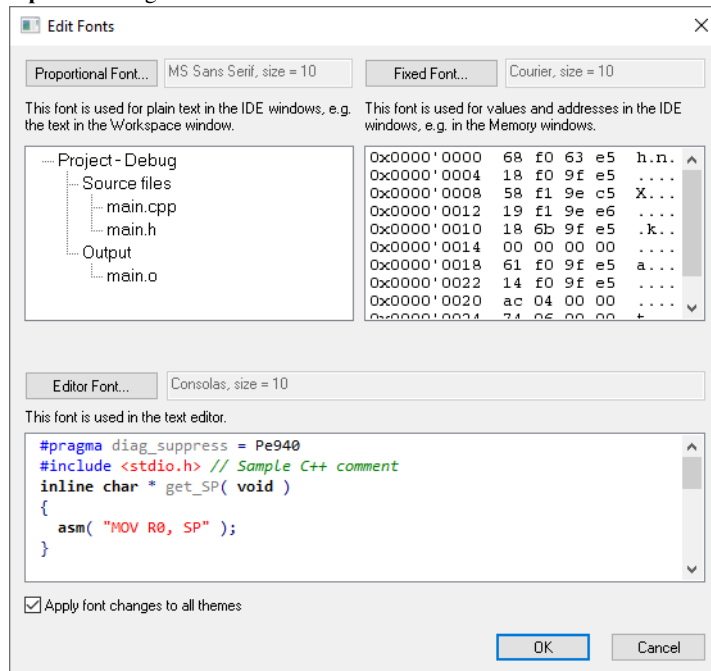 Edit Fonts
Proportional Font...
MS Sans Serif, size = 10
Fixed Font...
Courier, size = 10
This font is used for plain text in the IDE windows, e.g.
the text in the Workspace window.
This font is used for values and addresses in the IDE
windows, e.g. in the Memory windows.
Project - Debug
Source files
main.cpp
main.h
Output
main.o
0x0000'0000 68 f0 63 e5 h.n.
0x0000'0004 18 f0 9f e5 ....
0x0000'0008 58 f1 9e c5 X...
0x0000'0012 19 f1 9e e6 ....
0x0000'0010 18 6b 9f e5 .k..
0x0000'0014 00 00 00 00 ....
0x0000'0018 61 f0 9f e5 a...
0x0000'0022 14 f0 9f e5 ....
0x0000'0020 ac 04 00 00 ....
Editor Font...
Consolas, size = 10
This font is used in the text editor.
#pragma diag_suppress = Pe940
#include <stdio.h> // Sample C++ comment
inline char * get_SP( void )
{
asm( "MOV R0, SP" );
}
Apply font changes to all themes
OK
Cancel